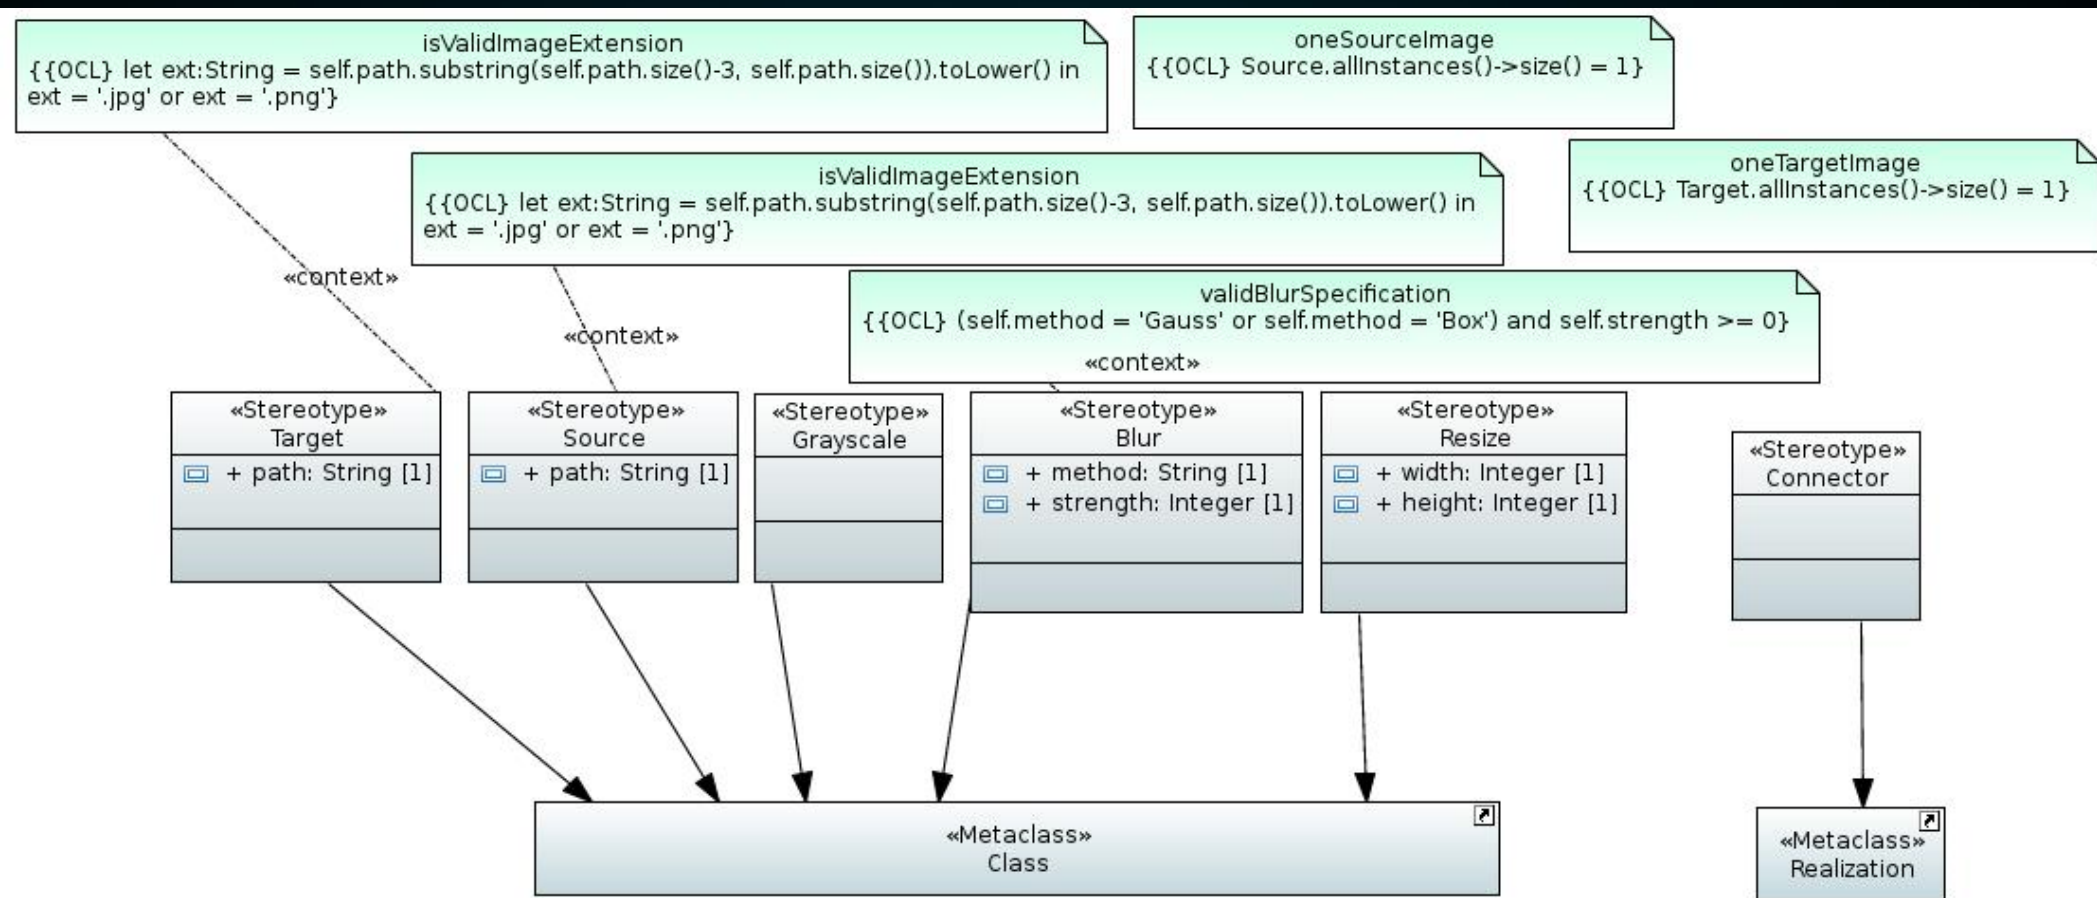 isValidImageExtension
{{OCL} let ext:String = self.path.substring(self.path.size()-3, self.path.size()).toLower() in
ext = '.jpg' or ext = '.png'}
oneSourceImage
{{OCL} Source.allInstances()->size() = 1}
oneTargetImage
{{OCL} Target.allInstances()->size() = 1}
isValidImageExtension
{{OCL} let ext:String = self.path.substring(self.path.size()-3, self.path.size()).toLower() in
ext = '.jpg' or ext = '.png'}
«context»
«context»
validBlurSpecification
{{OCL} (self.method = 'Gauss' or self.method = 'Box') and self.strength >= 0}
«context»
«Stereotype»
Target
+ path: String [1]
«Stereotype»
Source
+ path: String [1]
«Stereotype»
Grayscale
«Stereotype»
Blur
+ method: String [1]
+ strength: Integer [1]
«Stereotype»
Resize
+ width: Integer [1]
+ height: Integer [1]
«Stereotype»
Connector
«Metaclass»
Class
«Metaclass»
Realization